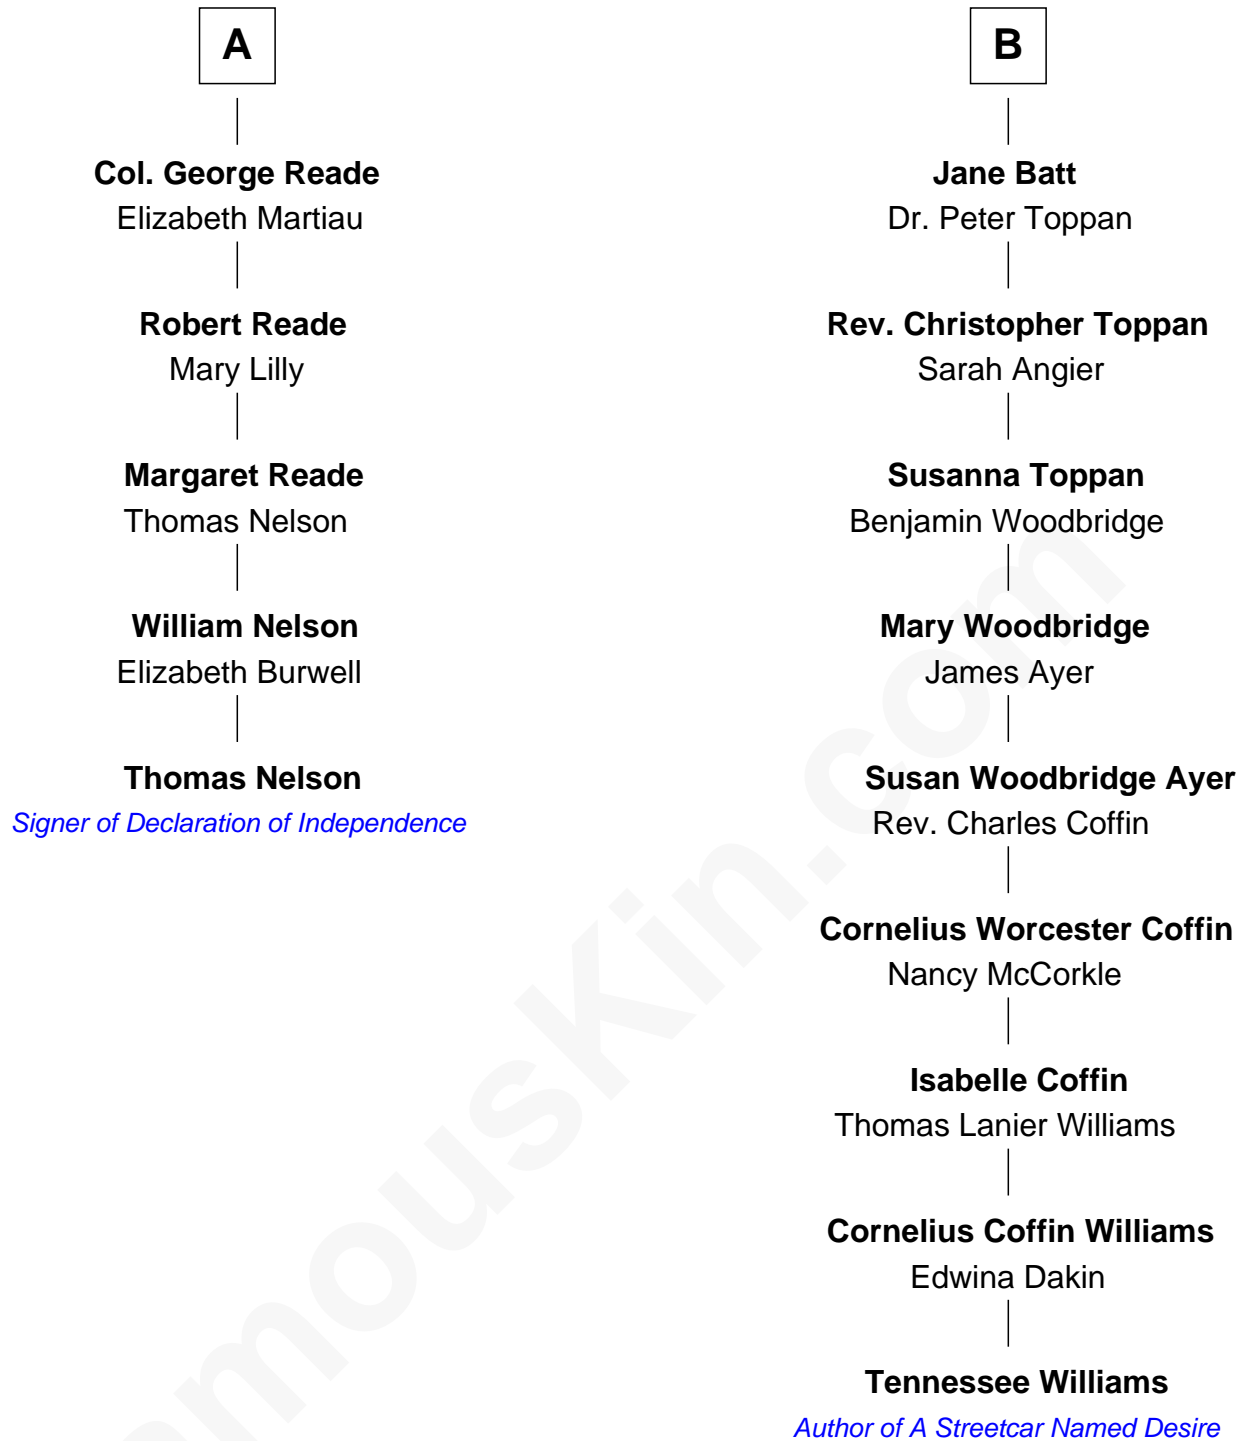 A
Col. George Reade
Elizabeth Martiau
Robert Reade
Mary Lilly
Margaret Reade
Thomas Nelson
William Nelson
Elizabeth Burwell
Thomas Nelson
Signer of Declaration of Independence
B
Jane Batt
Dr. Peter Toppan
Rev. Christopher Toppan
Sarah Angier
Susanna Toppan
Benjamin Woodbridge
Mary Woodbridge
James Ayer
Susan Woodbridge Ayer
Rev. Charles Coffin
Cornelius Worcester Coffin
Nancy McCorkle
Isabelle Coffin
Thomas Lanier Williams
Cornelius Coffin Williams
Edwina Dakin
Tennessee Williams
Author of A Streetcar Named Desire
amouskin.com